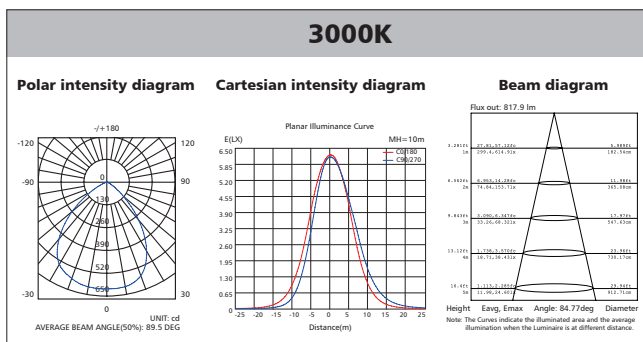 3000K
Polar intensity diagram
-/+180
-120
120
-90
90
0
130
260
390
520
650
-30
30
0
UNIT: cd
AVERAGE BEAM ANGLE(50%): 89.5 DEG
Cartesian intensity diagram
Planar Illuminance Curve
E(LX)
MH=10m
C0/180
C90/270
6.50
5.85
5.20
4.55
3.90
3.25
2.60
1.95
1.30
0.65
0
-25 -20 -15 -10 -5 0 5 10 15 20 25
Distance(m)
Beam diagram
Flux out: 817.9 lm
1m
2m
3m
4m
5m
Height Eavg, Emax Angle: 84.77deg Diameter
Note: The Curves indicate the illuminated area and the average
illumination when the Luminaire is at different distance.